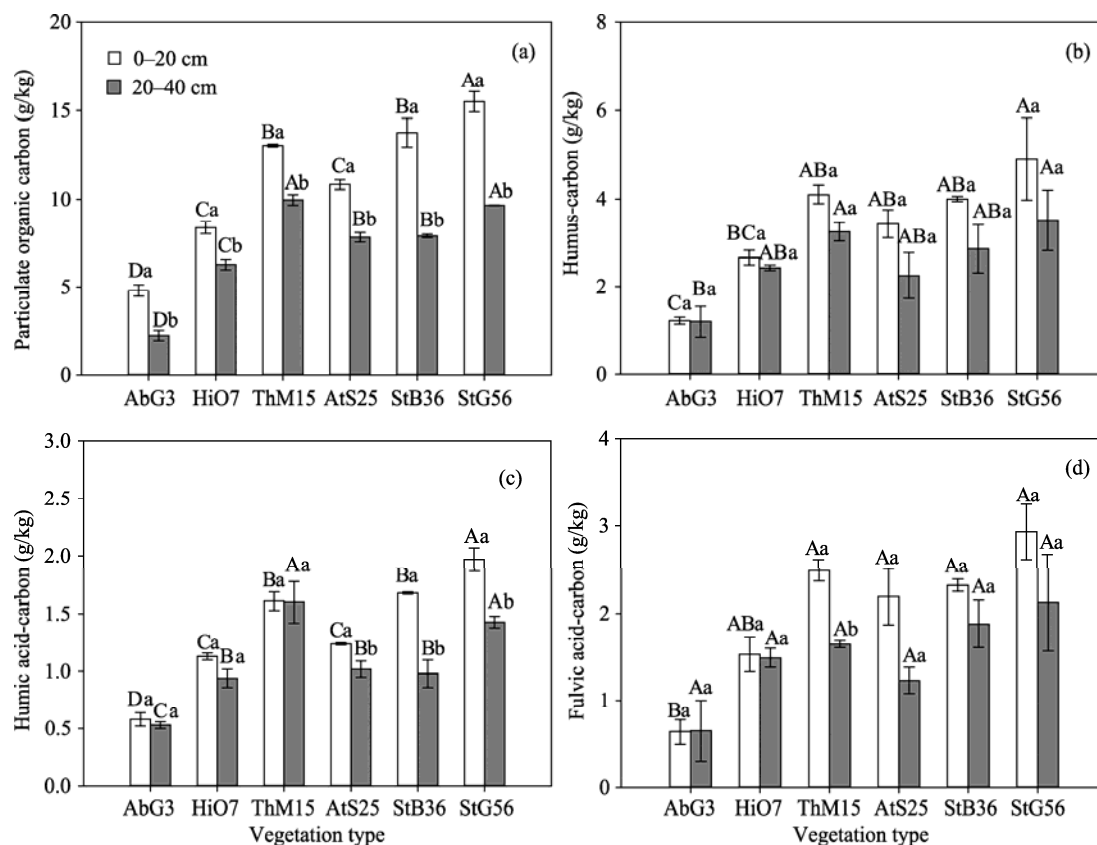 (a)
0–20 cm
20–40 cm
Particulate organic carbon (g/kg)
20
15
10
5
0
Da
Db
Ca
Cb
Ba
Ab
Ca
Bb
Ba
Bb
Aa
Ab
AbG3 HiO7 ThM15 AtS25 StB36 StG56
(b)
Humus-carbon (g/kg)
8
6
4
2
0
Ca
Ba
BCa
ABa
ABa
Aa
ABa
ABa
ABa
ABa
Aa
Aa
AbG3 HiO7 ThM15 AtS25 StB36 StG56
(c)
Humic acid-carbon (g/kg)
3.0
2.5
2.0
1.5
1.0
0.5
0.0
Da
Ca
Ca
Ba
Ba
Aa
Ca
Bb
Ba
Bb
Aa
Ab
AbG3 HiO7 ThM15 AtS25 StB36 StG56
Vegetation type
(d)
Fulvic acid-carbon (g/kg)
4
3
2
1
0
Ba
Aa
ABa
Aa
Aa
Ab
Aa
Aa
Aa
Aa
Aa
Aa
AbG3 HiO7 ThM15 AtS25 StB36 StG56
Vegetation type